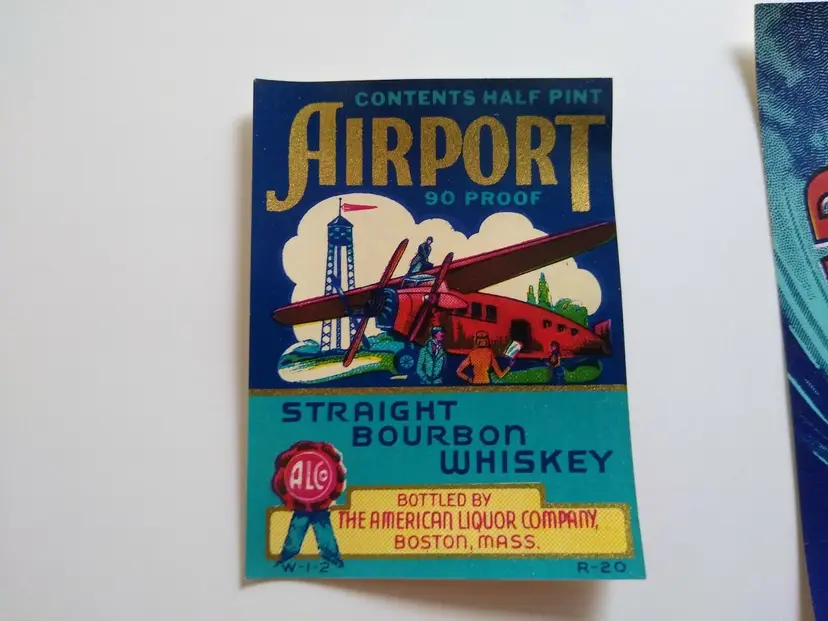 CONTENTS HALF PINT
AIRPORT
90 PROOF
STRAIGHT
BOURBON
WHISKEY
ALCo
BOTTLED BY
THE AMERICAN LIQUOR COMPANY,
BOSTON, MASS.
W-1-2
R-20